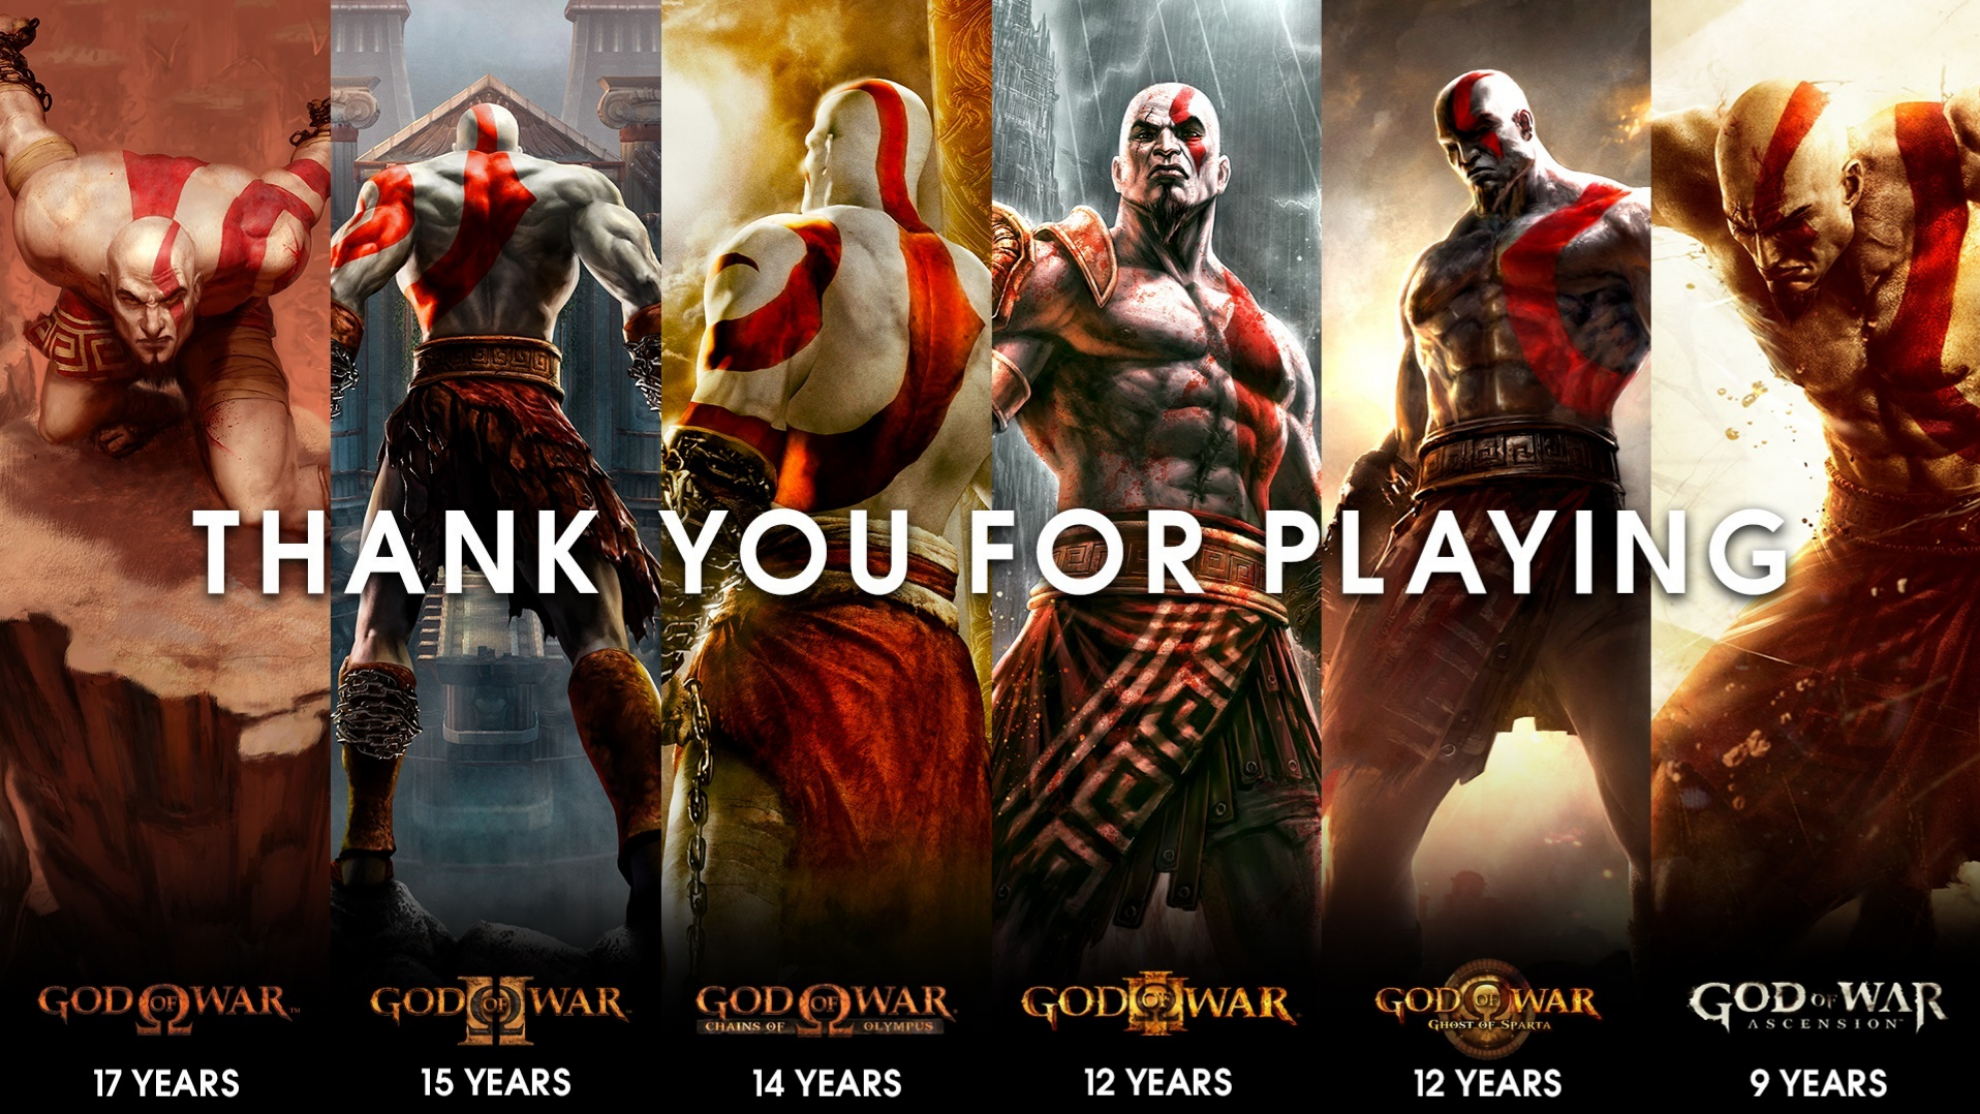 THANK YOU FOR PLAYING
GOD OF WAR™
GOD OF WAR
GOD OF WAR
CHAINS OF OLYMPUS
GOD OF WAR
GOD OF WAR
GHOST OF SPARTA
GOD OF WAR
ASCENSION™
17 YEARS
15 YEARS
14 YEARS
12 YEARS
12 YEARS
9 YEARS